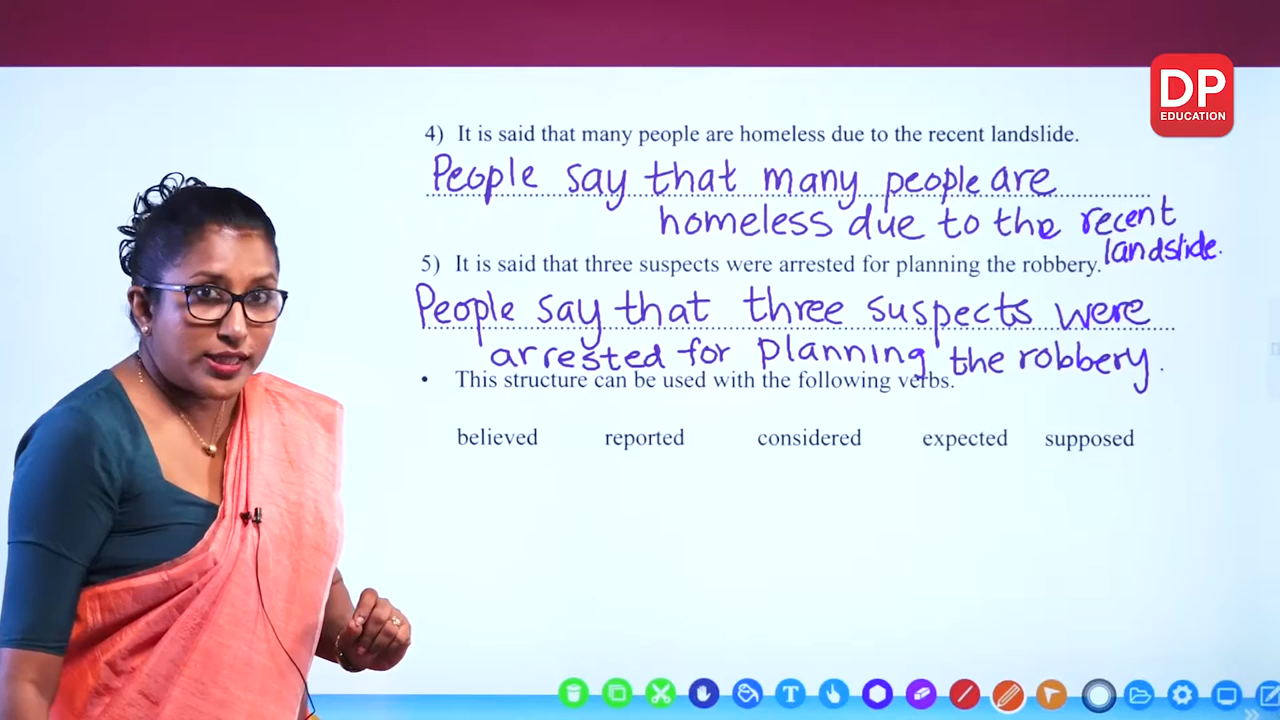 DP
EDUCATION
4) It is said that many people are homeless due to the recent landslide.
People say that many people are
homeless due to the recent
landslide.
5) It is said that three suspects were arrested for planning the robbery.
People say that three suspects were
arrested for planning the robbery.
• This structure can be used with the following verbs.
believed reported considered expected supposed